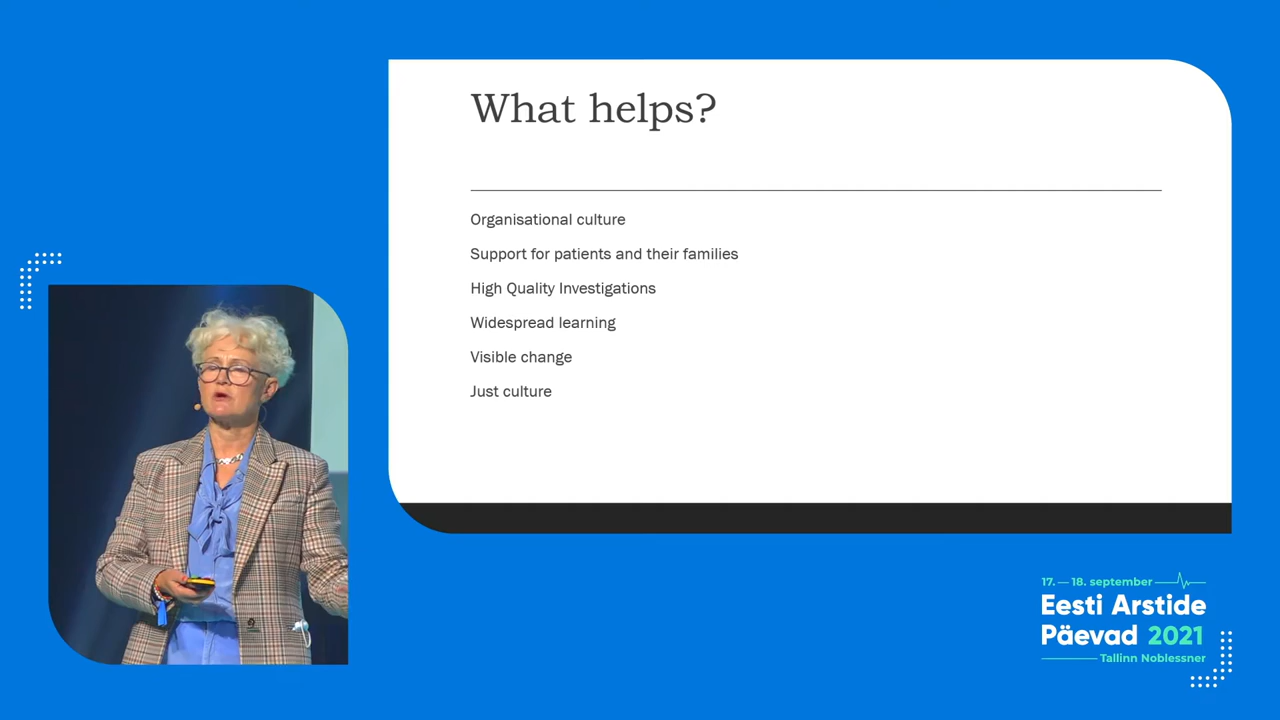 What helps?
Organisational culture
Support for patients and their families
High Quality Investigations
Widespread learning
Visible change
Just culture
17. — 18. september
Eesti Arstide
Päevad 2021
Tallinn Noblessner